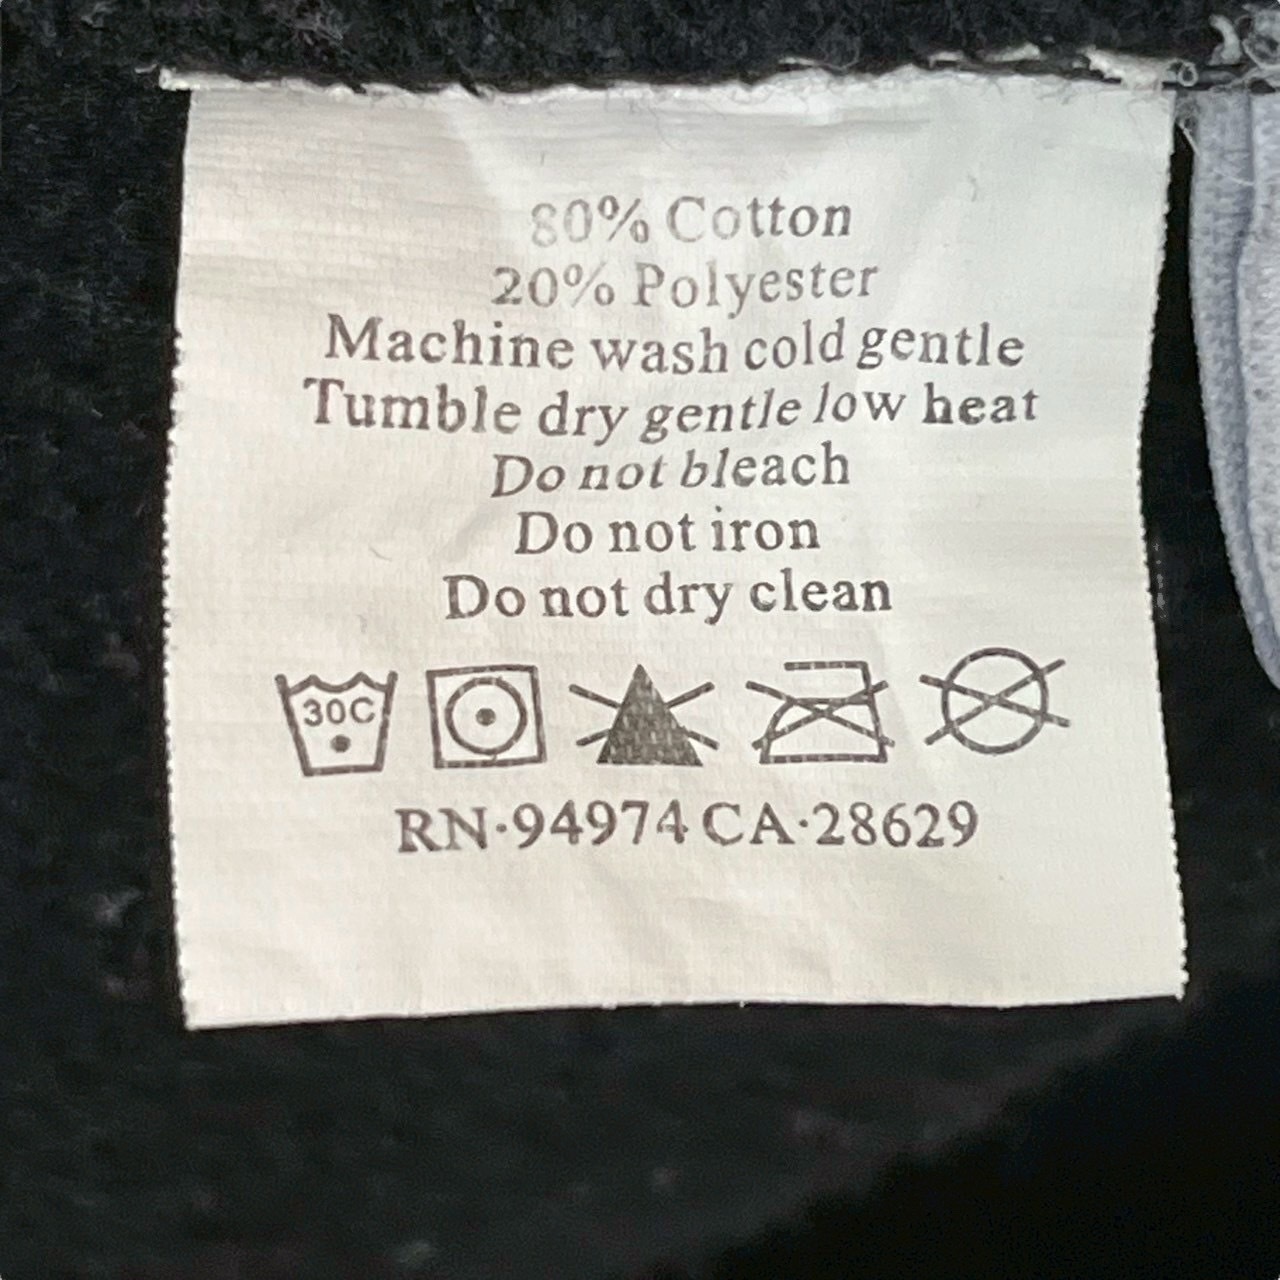 80% Cotton
20% Polyester
Machine wash cold gentle
Tumble dry gentle low heat
Do not bleach
Do not iron
Do not dry clean
30C
RN·94974 CA·28629